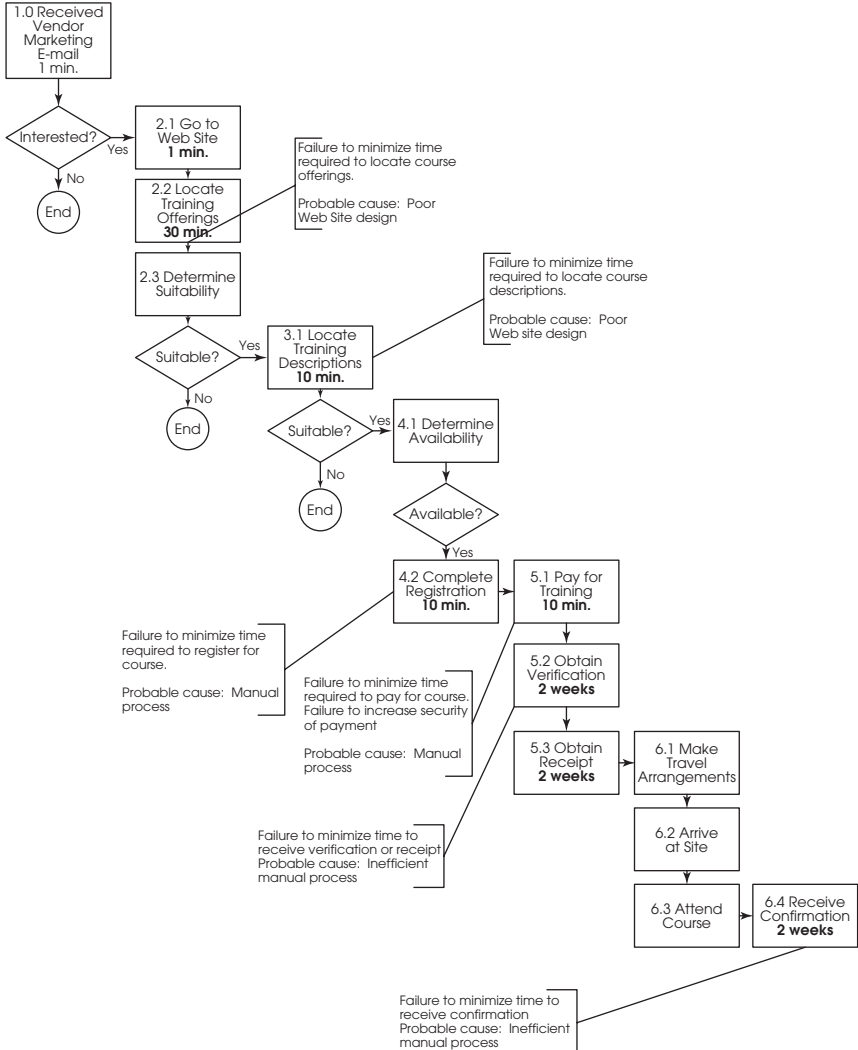 1.0 Received
Vendor
Marketing
E-mail
1 min.
Interested?
Yes
No
End
2.1 Go to
Web Site
1 min.
2.2 Locate
Training
Offerings
30 min.
Failure to minimize time
required to locate course
offerings.
Probable cause: Poor
Web Site design
2.3 Determine
Suitability
Suitable?
Yes
No
End
3.1 Locate
Training
Descriptions
10 min.
Failure to minimize time
required to locate course
descriptions.
Probable cause: Poor
Web site design
Suitable?
Yes
No
End
4.1 Determine
Availability
Available?
Yes
4.2 Complete
Registration
10 min.
Failure to minimize time
required to register for
course.
Probable cause: Manual
process
5.1 Pay for
Training
10 min.
Failure to minimize time
required to pay for course.
Failure to increase security
of payment
Probable cause: Manual
process
5.2 Obtain
Verification
2 weeks
Failure to minimize time to
receive verification or receipt
Probable cause: Inefficient
manual process
5.3 Obtain
Receipt
2 weeks
6.1 Make
Travel
Arrangements
6.2 Arrive
at Site
6.3 Attend
Course
6.4 Receive
Confirmation
2 weeks
Failure to minimize time to
receive confirmation
Probable cause: Inefficient
manual process